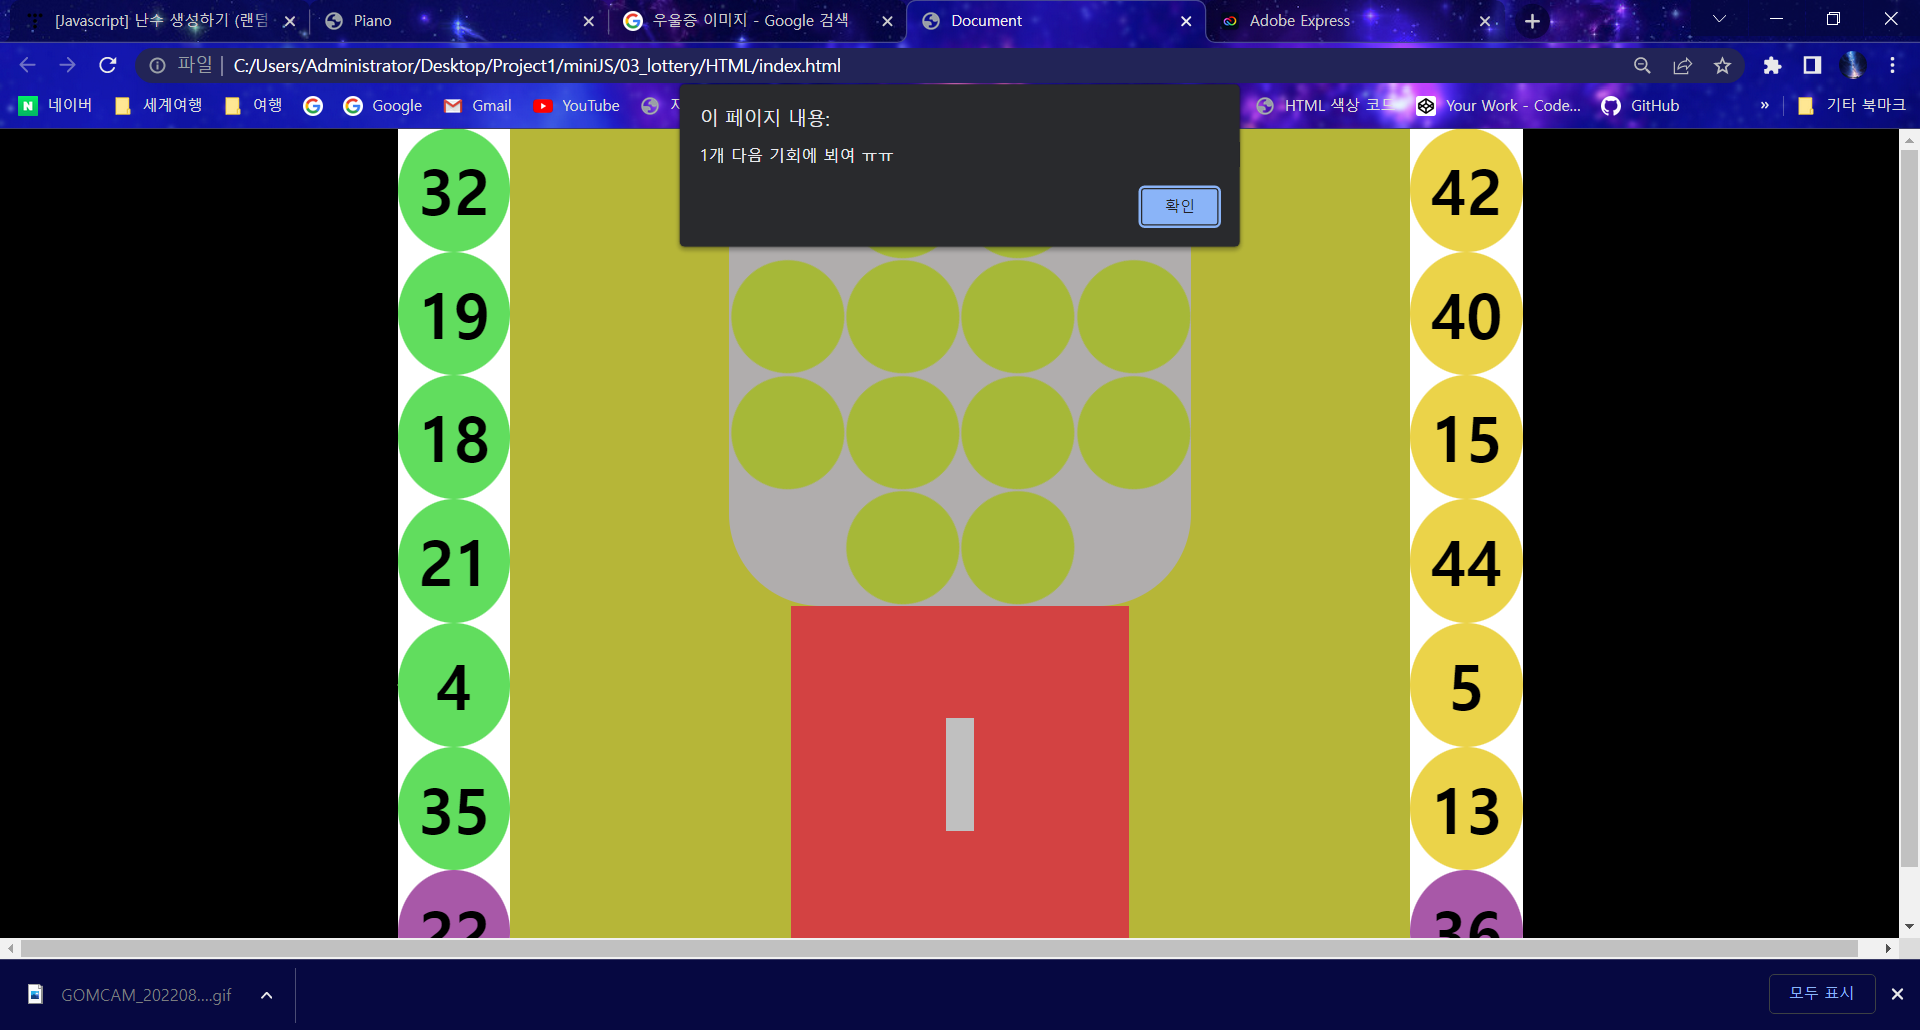 [Javascript] 난수 생성하기 (랜덤
Piano
우울증 이미지 - Google 검색
Document
Adobe Express
파일 | C:/Users/Administrator/Desktop/Project1/miniJS/03_lottery/HTML/index.html
네이버
세계여행
여행
Google
Gmail
YouTube
HTML 색상 코드
Your Work - Code...
GitHub
»
기타 북마크
이 페이지 내용:
1개 다음 기회에 뵈여 ㅠㅠ
확인
32
19
18
21
4
35
22
42
40
15
44
5
13
36
GOMCAM_202208....gif
모두 표시